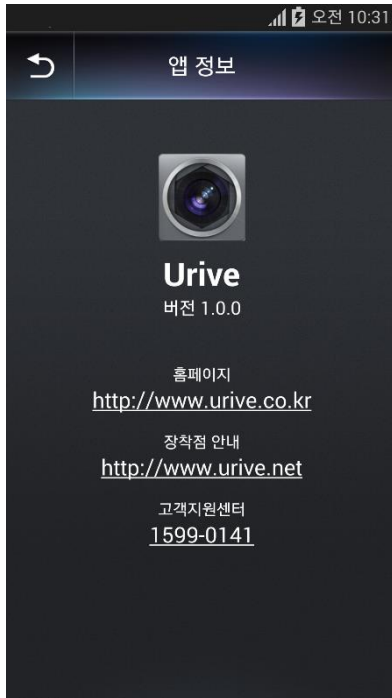 오전 10:31
앱 정보
Urive
버전 1.0.0
홈페이지
http://www.urive.co.kr
장착점 안내
http://www.urive.net
고객지원센터
1599-0141